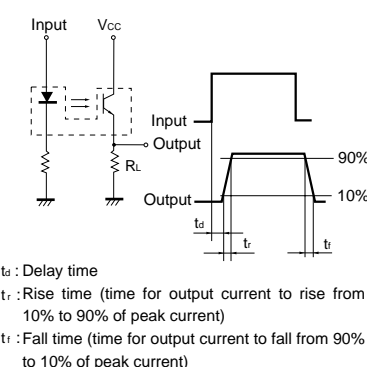 Input Vcc
Input
Output
RL
90%
Output 10%
td
tr tf
td : Delay time
tr : Rise time (time for output current to rise from
10% to 90% of peak current)
tf : Fall time (time for output current to fall from 90%
to 10% of peak current)